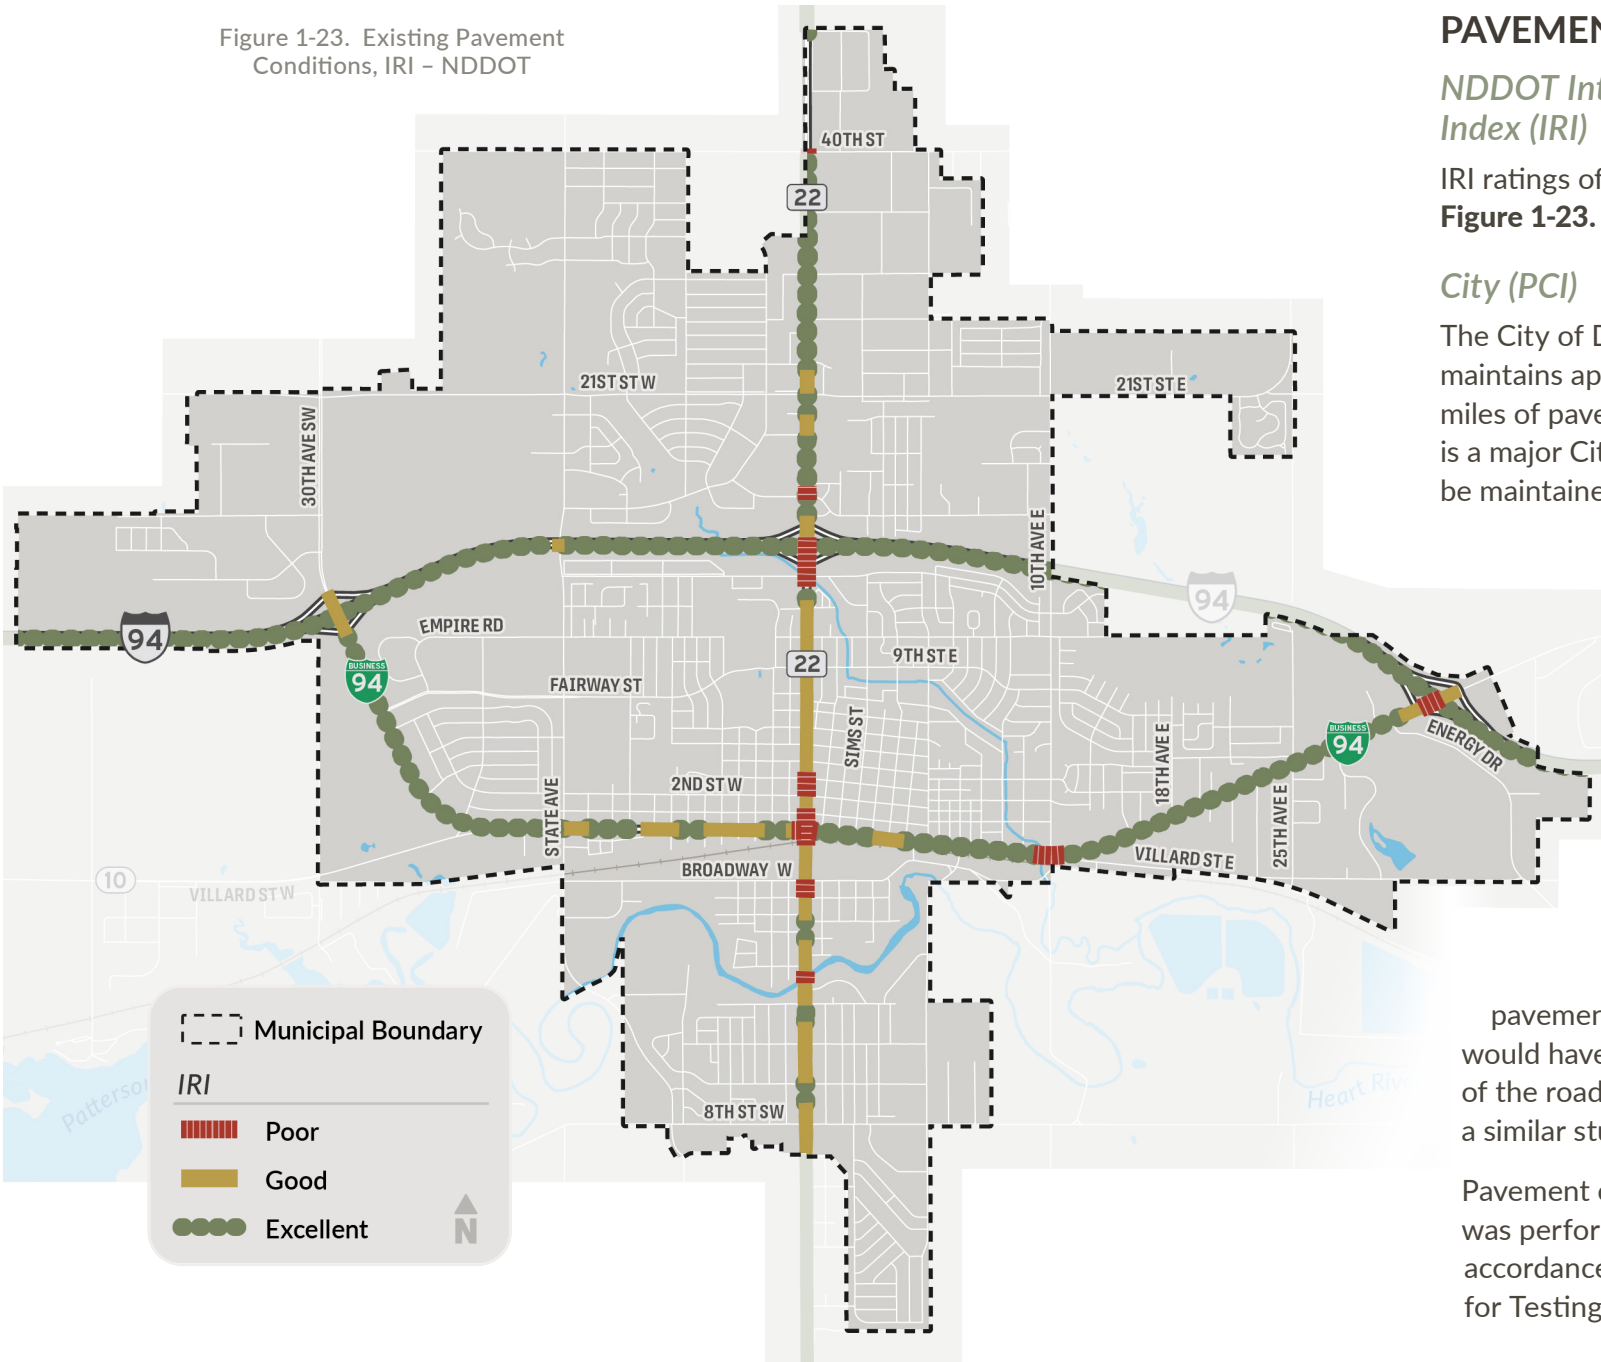 Figure 1-23. Existing Pavement
Conditions, IRI – NDDOT
PAVEMEN
NDDOT Int
Index (IRI)
IRI ratings of
Figure 1-23.
City (PCI)
The City of D
maintains ap
miles of pave
is a major Cit
be maintaine
pavemen
would have
of the road
a similar stu
Pavement c
was perfor
accordance
for Testing
40TH ST
22
21ST ST W
21ST ST E
30TH AVE SW
10TH AVE E
94
94
EMPIRE RD
9TH ST E
22
BUSINESS
94
FAIRWAY ST
SIMS ST
18TH AVE E
BUSINESS
94
ENERGY DR
2ND ST W
STATE AVE
25TH AVE E
VILLARD ST E
BROADWAY W
10
VILLARD ST W
8TH ST SW
Patterson
Heart Riv
Municipal Boundary
IRI
Poor
Good
Excellent
N